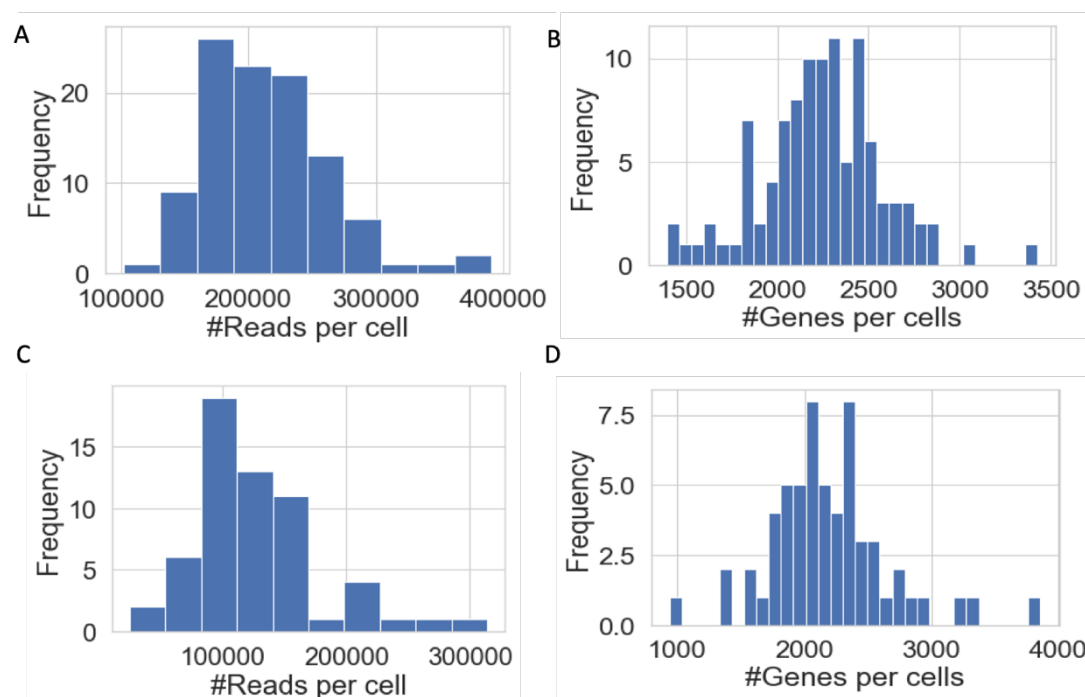 A
Frequency
20
10
0
100000 200000 300000 400000
#Reads per cell
B
Frequency
10
5
0
1500 2000 2500 3000 3500
#Genes per cells
C
Frequency
15
10
5
0
100000 200000 300000
#Reads per cell
D
Frequency
7.5
5.0
2.5
0.0
1000 2000 3000 4000
#Genes per cells